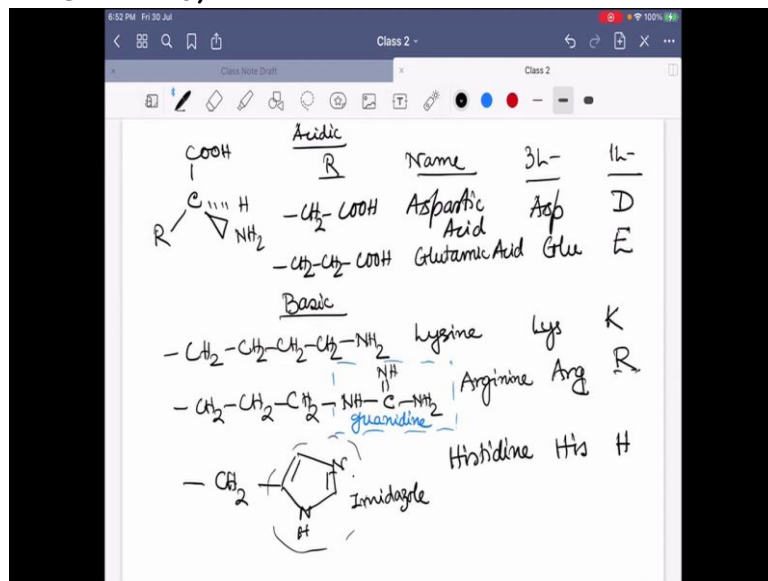 6:52 PM Fri 30 Jul
100%
Class 2
Class Note Draft
Class 2
Acidic
COOH
R Name 3L- 1L-
C H
R NH2
-CH2-COOH Aspartic Acid Asp D
-CH2-CH2-COOH Glutamic Acid Glu E
Basic
-CH2-CH2-CH2-CH2-NH2 Lysine Lys K
NH
-CH2-CH2-CH2-NH-C-NH2 Arginine Arg R
guanidine
Histidine His H
-CH2 N
Imidazole
N
H